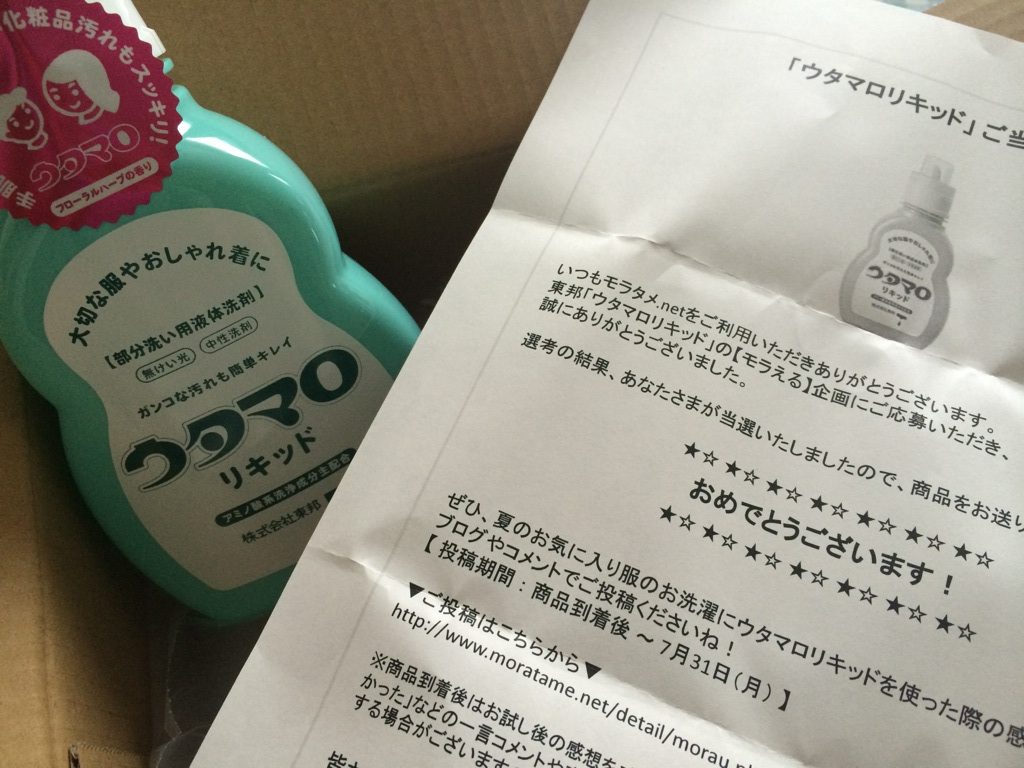 化粧品汚れもスッキリ!
ウタマロ
フローラルハーブの香り
大切な服やおしゃれ着に
【部分洗い用液体洗剤】
無けい光 中性洗剤
ガンコな汚れも簡単キレイ
ウタマロ
リキッド
アミノ酸系洗浄成分主配合
株式会社東邦
「ウタマロリキッド」ご当
ウタマロ
リキッド
いつもモラタメ.netをご利用いただきありがとうございます。
東邦「ウタマロリキッド」の【モラえる】企画にご応募いただき、
誠にありがとうございました。
選考の結果、あなたさまが当選いたしましたので、商品をお送り
★☆★☆★☆★☆★☆★☆
おめでとうございます!
★☆★☆★☆★☆★☆★☆
ぜひ、夏のお気に入り服のお洗濯にウタマロリキッドを使った際の感
ブログやコメントでご投稿くださいね!
【 投稿期間:商品到着後 ~ 7月31日(月) 】
▼ご投稿はこちらから▼
http://www.moratame.net/detail/morau
※商品到着後はお試し後の感想を
かった」などの一言コメントや
する場合がございます